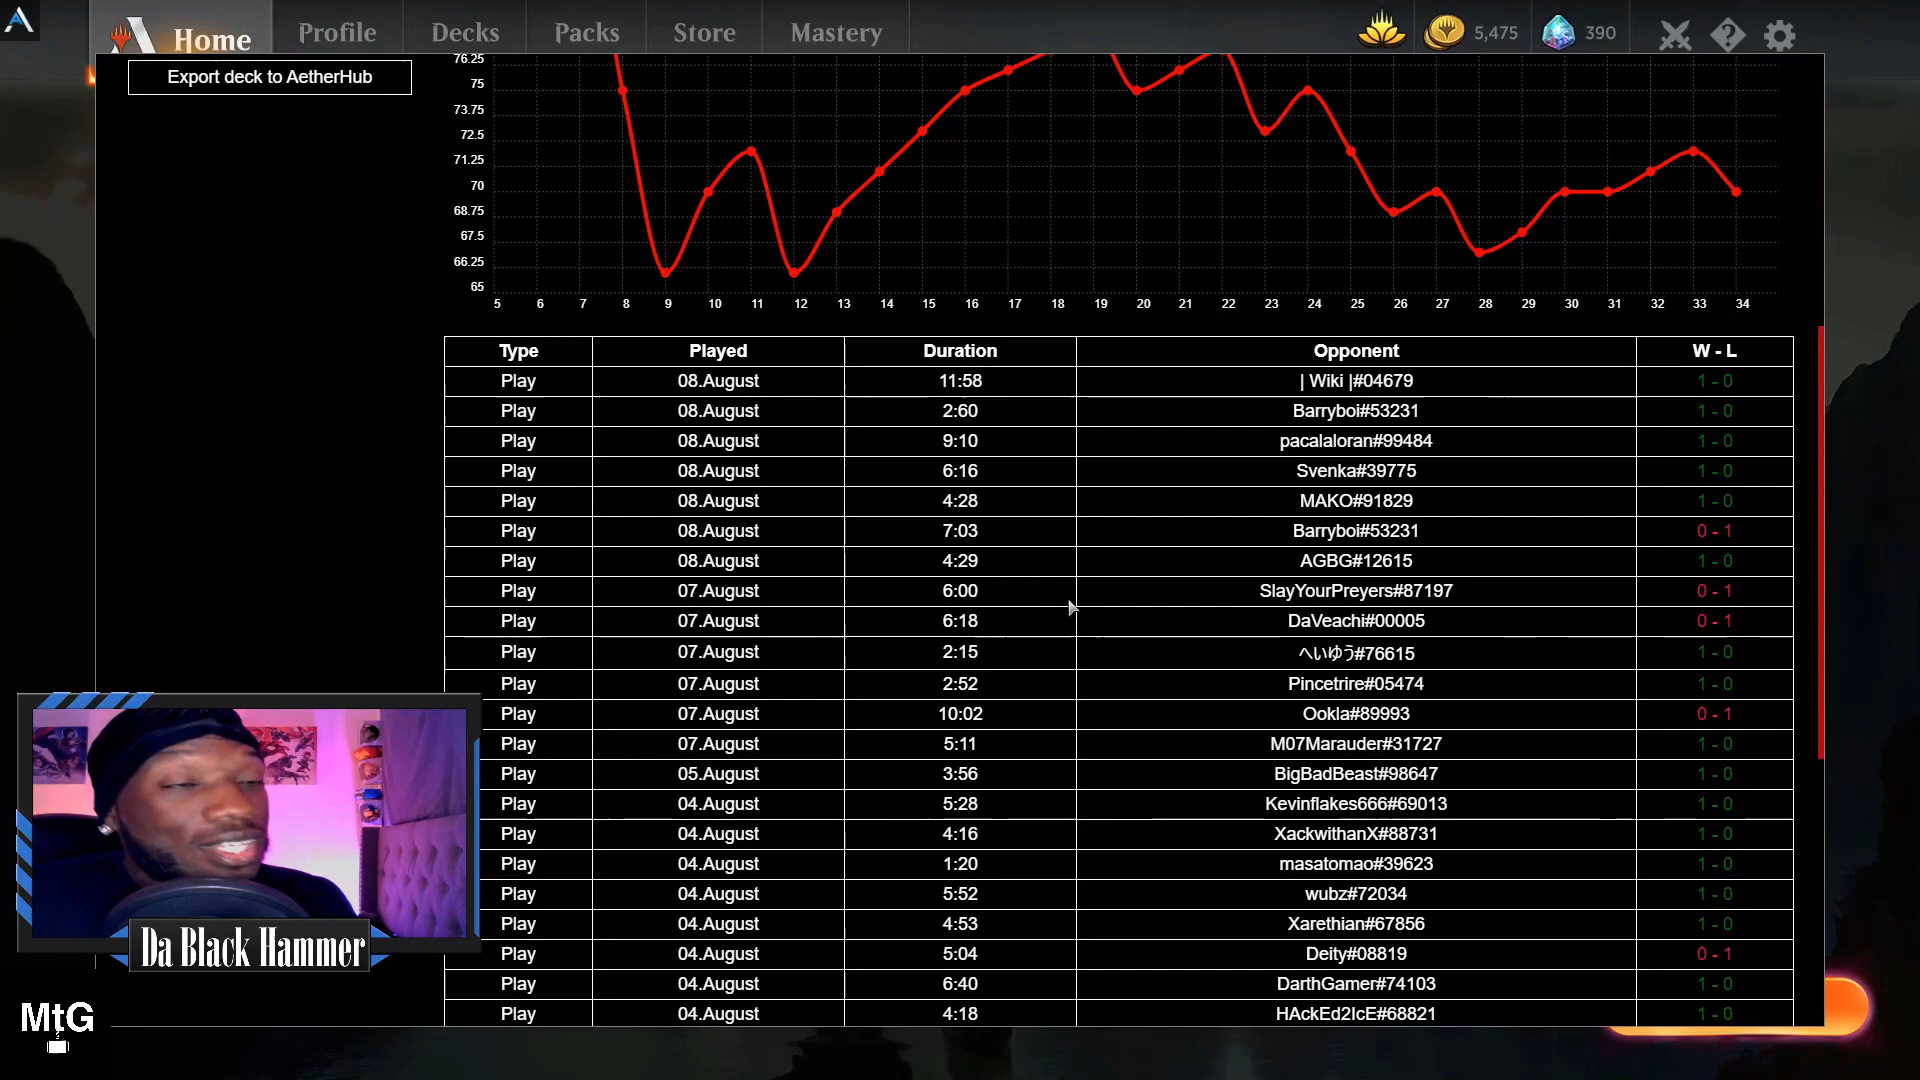 Home Profile Decks Packs Store Mastery 5,475 390
Export deck to AetherHub
76.25
75
73.75
72.5
71.25
70
68.75
67.5
66.25
65
5 6 7 8 9 10 11 12 13 14 15 16 17 18 19 20 21 22 23 24 25 26 27 28 29 30 31 32 33 34
Type Played Duration Opponent W - L
Play 08.August 11:58 | Wiki |#04679 1 - 0
Play 08.August 2:60 Barryboi#53231 1 - 0
Play 08.August 9:10 pacalaloran#99484 1 - 0
Play 08.August 6:16 Svenka#39775 1 - 0
Play 08.August 4:28 MAKO#91829 1 - 0
Play 08.August 7:03 Barryboi#53231 0 - 1
Play 08.August 4:29 AGBG#12615 1 - 0
Play 07.August 6:00 SlayYourPreyers#87197 0 - 1
Play 07.August 6:18 DaVeachi#00005 0 - 1
Play 07.August 2:15 へいゆう#76615 1 - 0
Play 07.August 2:52 Pincetrire#05474 1 - 0
Play 07.August 10:02 Ookla#89993 0 - 1
Play 07.August 5:11 M07Marauder#31727 1 - 0
Play 05.August 3:56 BigBadBeast#98647 1 - 0
Play 04.August 5:28 Kevinflakes666#69013 1 - 0
Play 04.August 4:16 XackwithanX#88731 1 - 0
Play 04.August 1:20 masatomao#39623 1 - 0
Play 04.August 5:52 wubz#72034 1 - 0
Play 04.August 4:53 Xarethian#67856 1 - 0
Play 04.August 5:04 Deity#08819 0 - 1
Play 04.August 6:40 DarthGamer#74103 1 - 0
Play 04.August 4:18 HAckEd2IcE#68821 1 - 0
Da Black Hammer
MtG